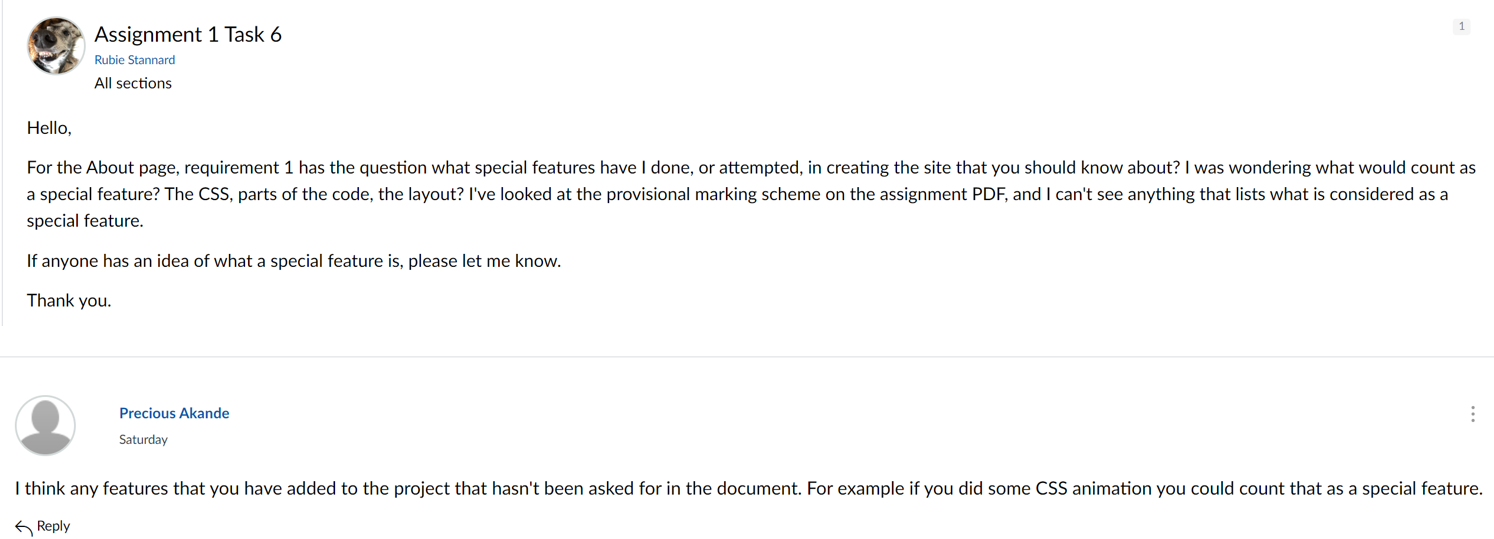 Assignment 1 Task 6
1
Rubie Stannard
All sections
Hello,
For the About page, requirement 1 has the question what special features have I done, or attempted, in creating the site that you should know about? I was wondering what would count as
a special feature? The CSS, parts of the code, the layout? I've looked at the provisional marking scheme on the assignment PDF, and I can't see anything that lists what is considered as a
special feature.
If anyone has an idea of what a special feature is, please let me know.
Thank you.
Precious Akande
Saturday
I think any features that you have added to the project that hasn't been asked for in the document. For example if you did some CSS animation you could count that as a special feature.
Reply